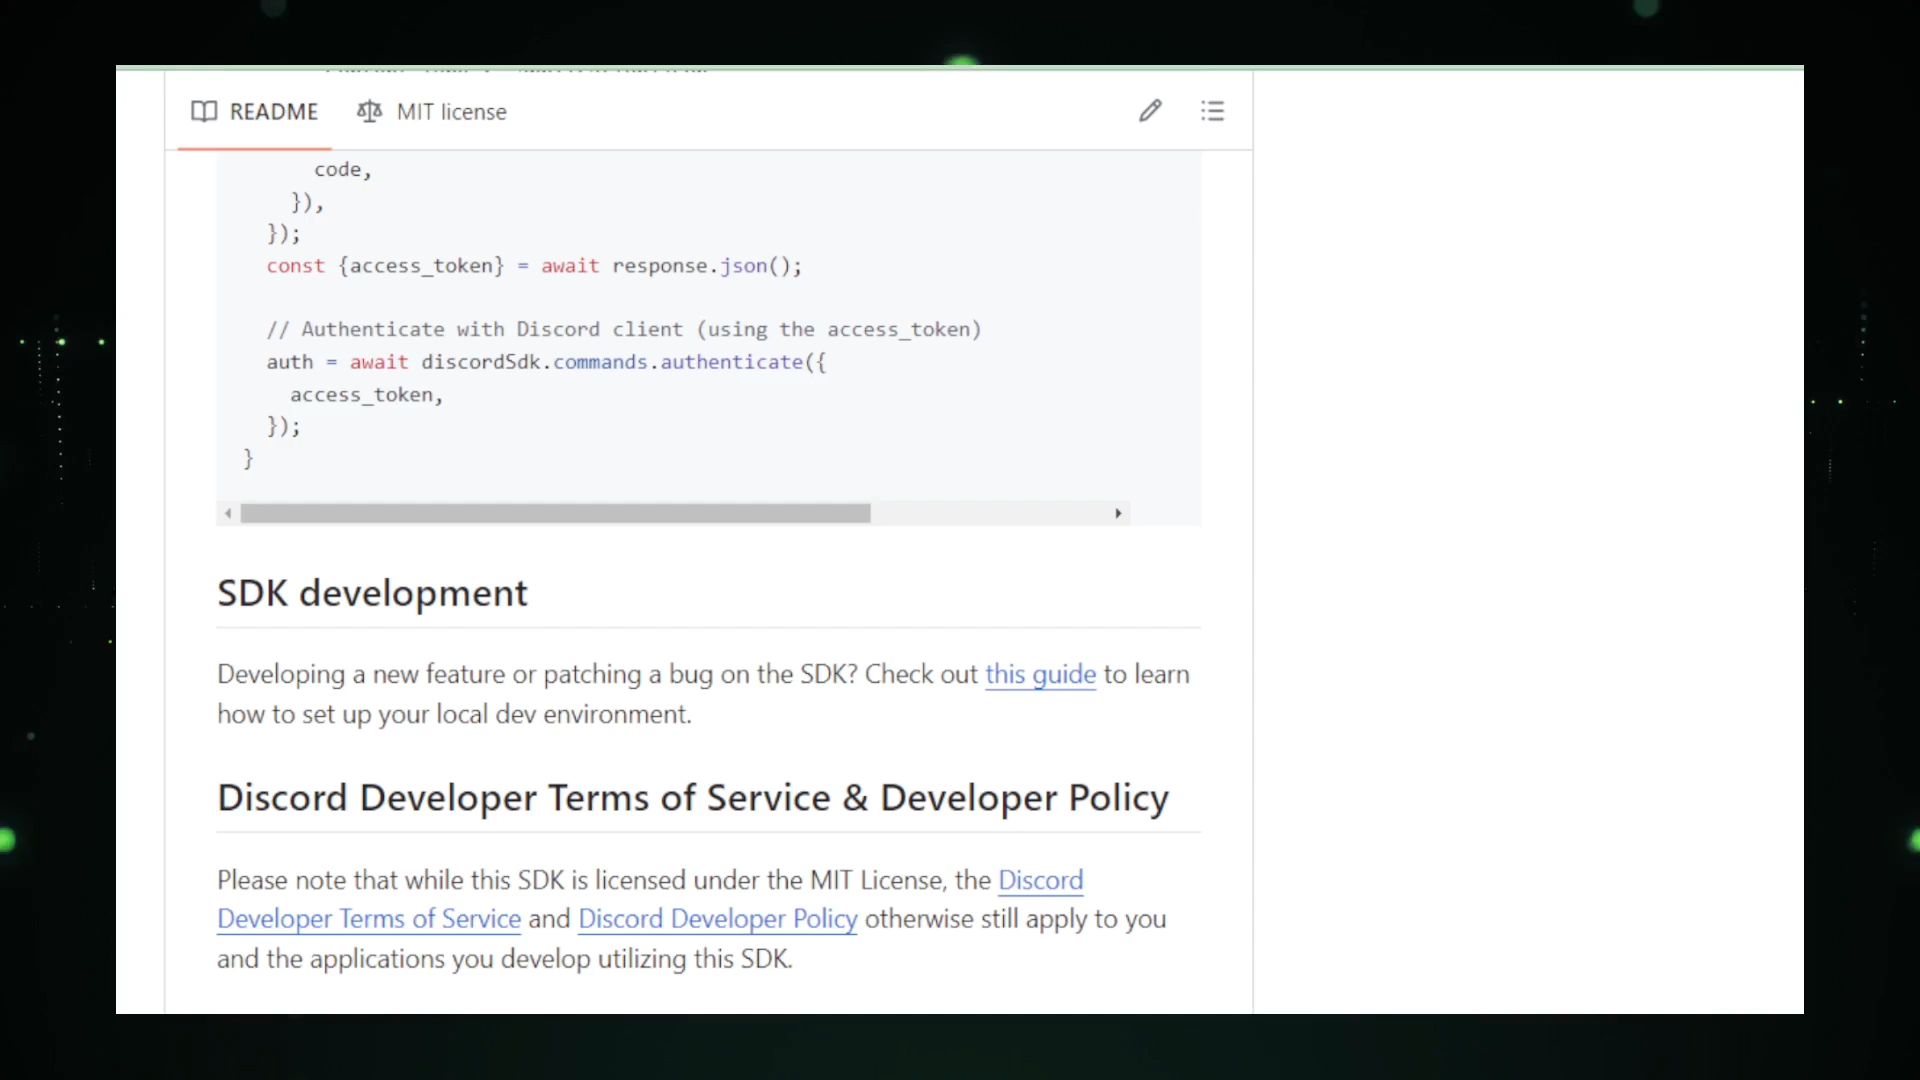 README MIT license
code,
}),
});
const {access_token} = await response.json();
// Authenticate with Discord client (using the access_token)
auth = await discordSdk.commands.authenticate({
access_token,
});
}
SDK development
Developing a new feature or patching a bug on the SDK? Check out this guide to learn
how to set up your local dev environment.
Discord Developer Terms of Service & Developer Policy
Please note that while this SDK is licensed under the MIT License, the Discord
Developer Terms of Service and Discord Developer Policy otherwise still apply to you
and the applications you develop utilizing this SDK.